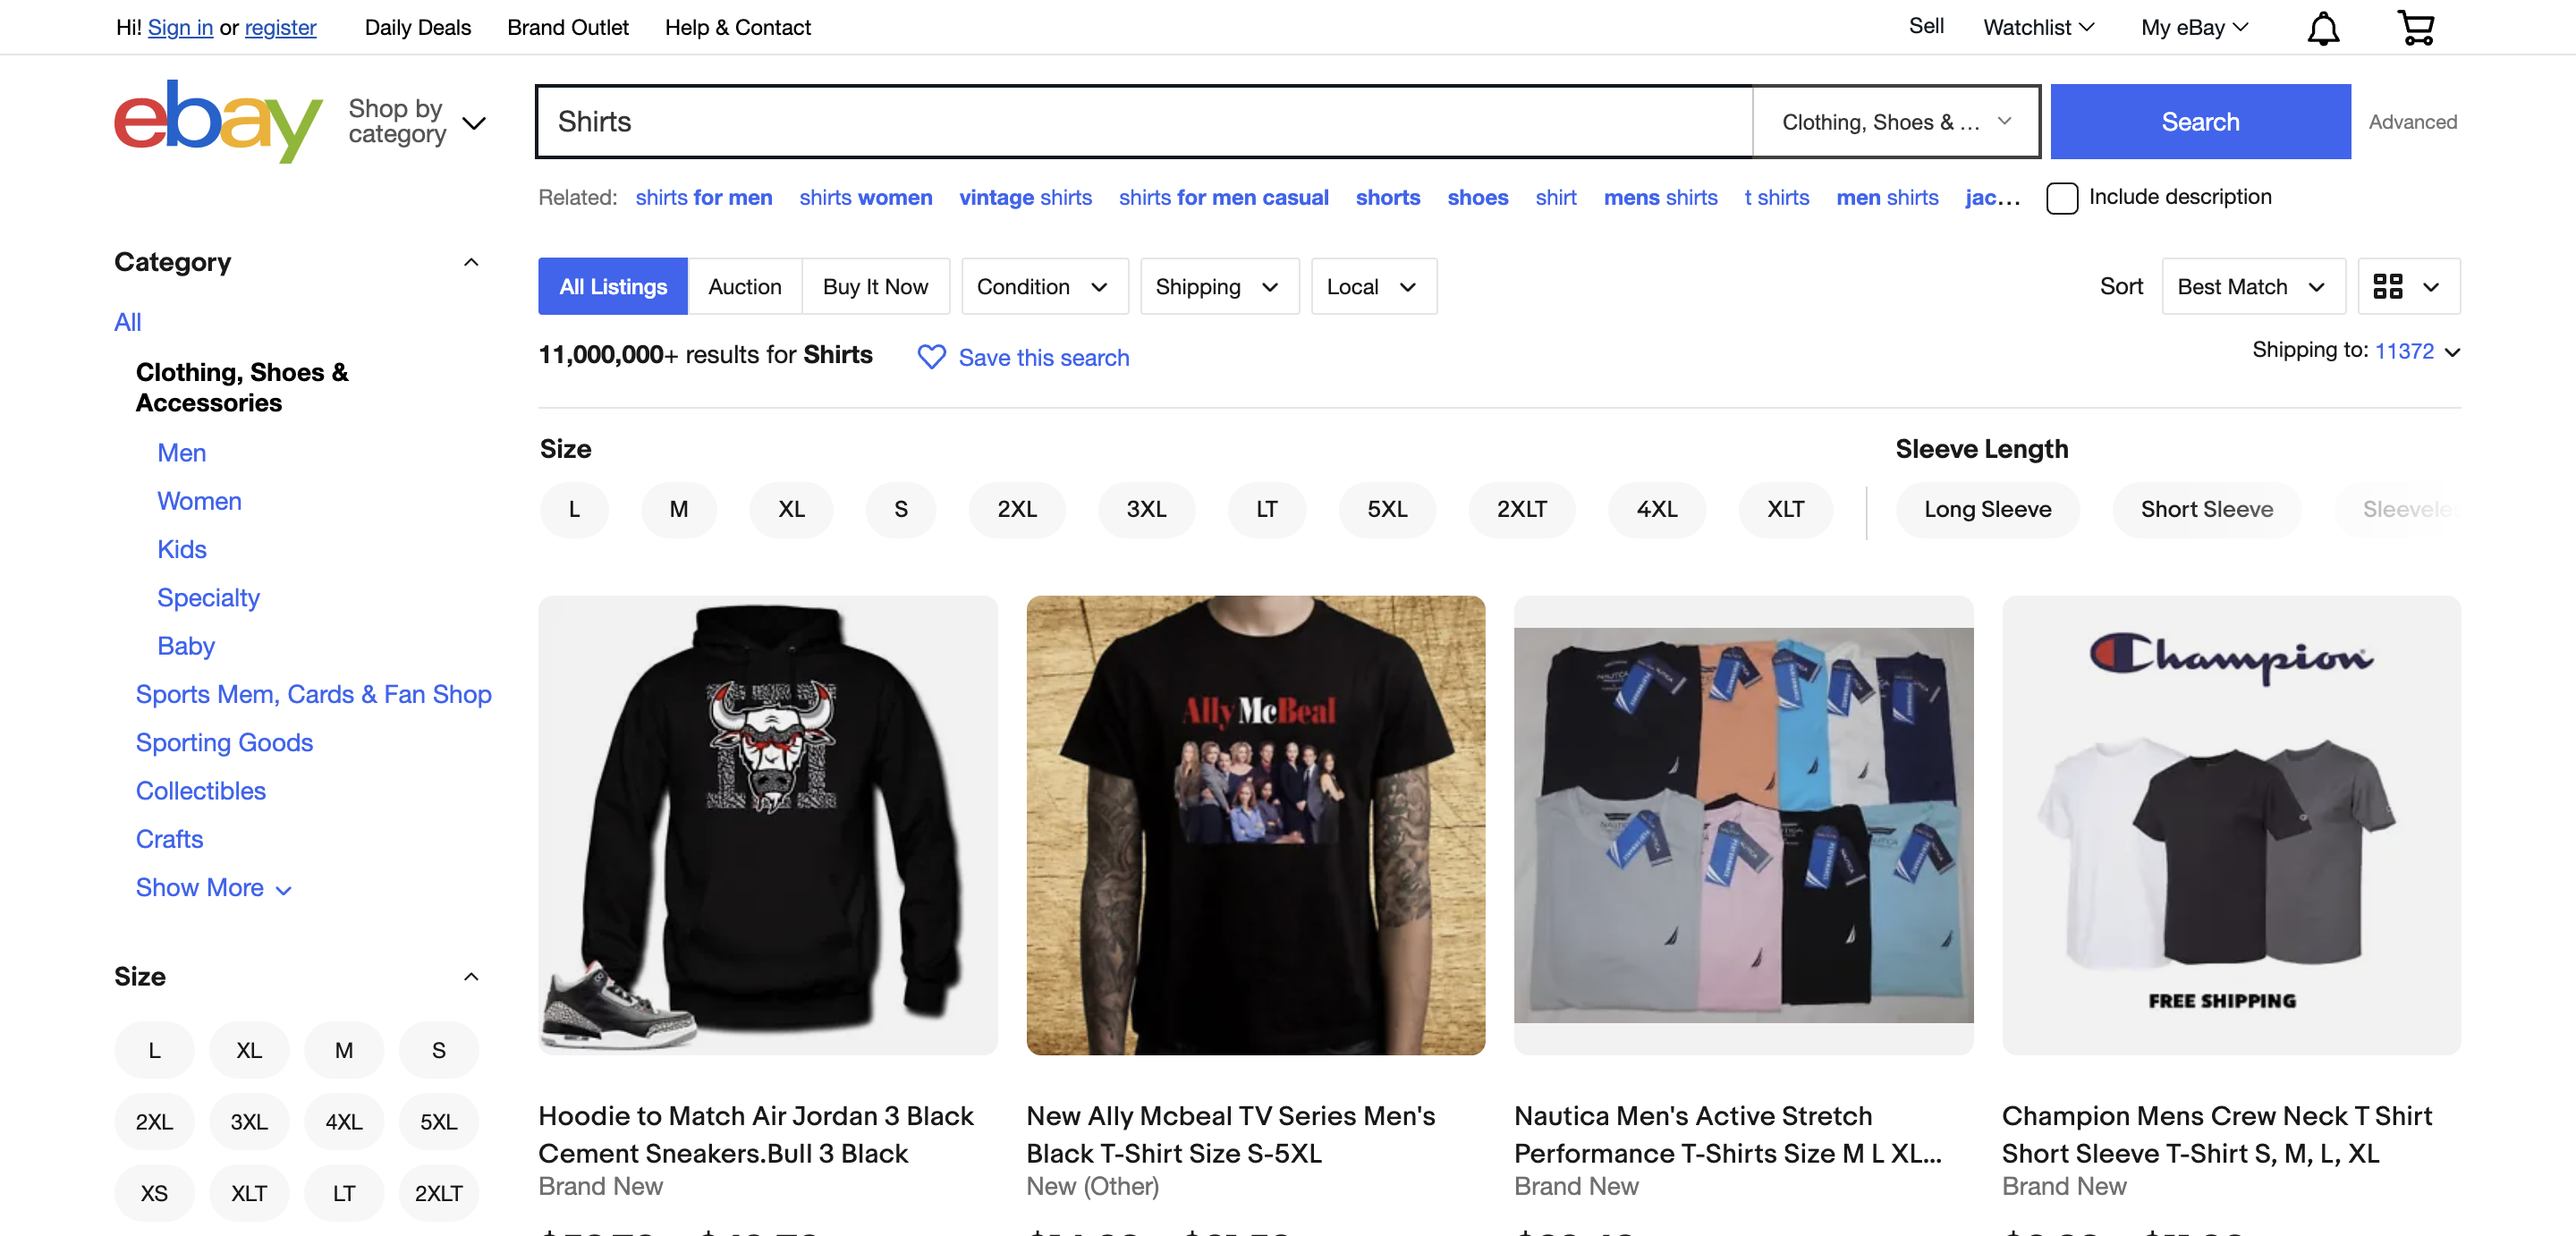 Hi! Sign in or register
Daily Deals
Brand Outlet
Help & Contact
Sell
Watchlist
My eBay
ebay
Shop by
category
Shirts
Clothing, Shoes & ...
Search
Advanced
Related: shirts for men shirts women vintage shirts shirts for men casual shorts shoes shirt mens shirts t shirts men shirts jac...
Include description
Category
All
Clothing, Shoes &
Accessories
Men
Women
Kids
Specialty
Baby
Sports Mem, Cards & Fan Shop
Sporting Goods
Collectibles
Crafts
Show More
Size
L XL M S
2XL 3XL 4XL 5XL
XS XLT LT 2XLT
All Listings
Auction
Buy It Now
Condition
Shipping
Local
Sort
Best Match
11,000,000+ results for Shirts
Save this search
Shipping to: 11372
Size
L M XL S 2XL 3XL LT 5XL 2XLT 4XL XLT
Sleeve Length
Long Sleeve
Short Sleeve
Hoodie to Match Air Jordan 3 Black
Cement Sneakers.Bull 3 Black
Brand New
Ally McBeal
New Ally Mcbeal TV Series Men's
Black T-Shirt Size S-5XL
New (Other)
Nautica Men's Active Stretch
Performance T-Shirts Size M L XL...
Brand New
Champion
FREE SHIPPING
Champion Mens Crew Neck T Shirt
Short Sleeve T-Shirt S, M, L, XL
Brand New